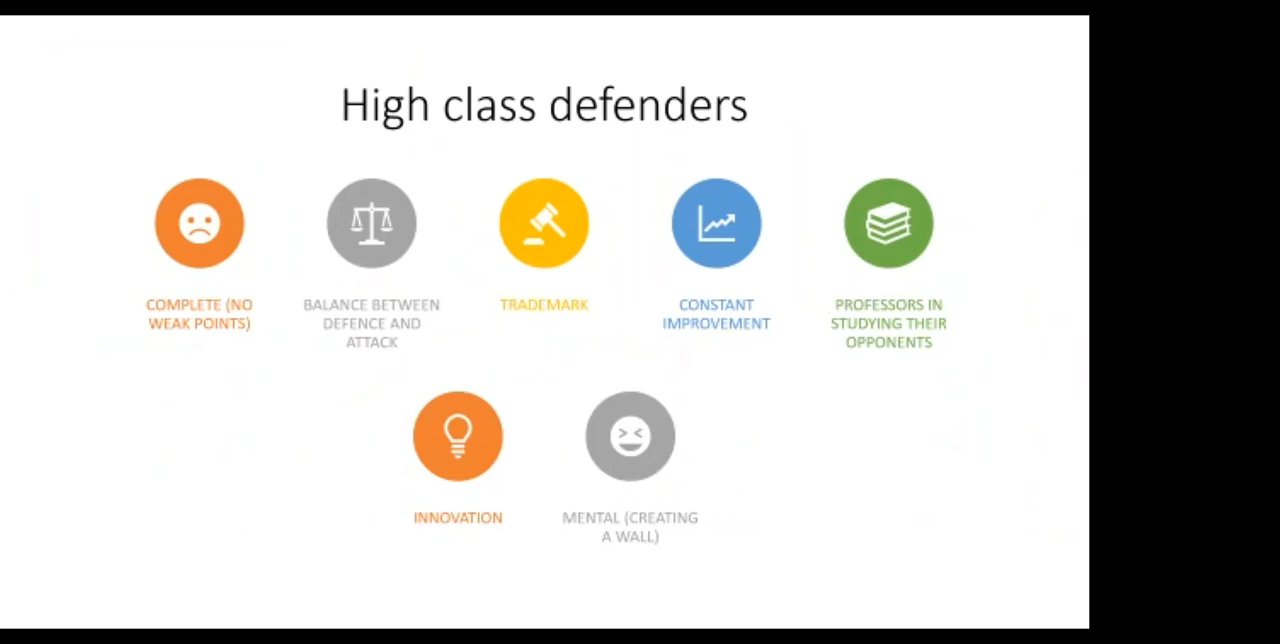 High class defenders
COMPLETE (NO
WEAK POINTS)
BALANCE BETWEEN
DEFENCE AND
ATTACK
TRADEMARK
CONSTANT
IMPROVEMENT
PROFESSORS IN
STUDYING THEIR
OPPONENTS
INNOVATION
MENTAL (CREATING
A WALL)